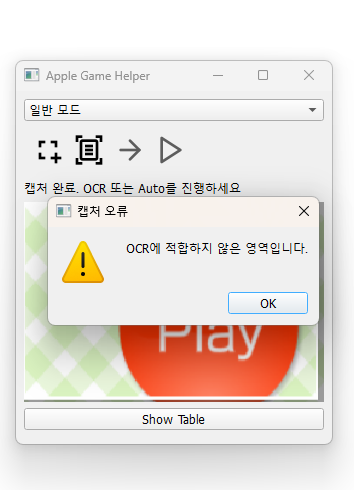 Apple Game Helper
일반 모드
캡처 완료. OCR 또는 Auto를 진행하세요
캡처 오류
OCR에 적합하지 않은 영역입니다.
OK
Play
Show Table